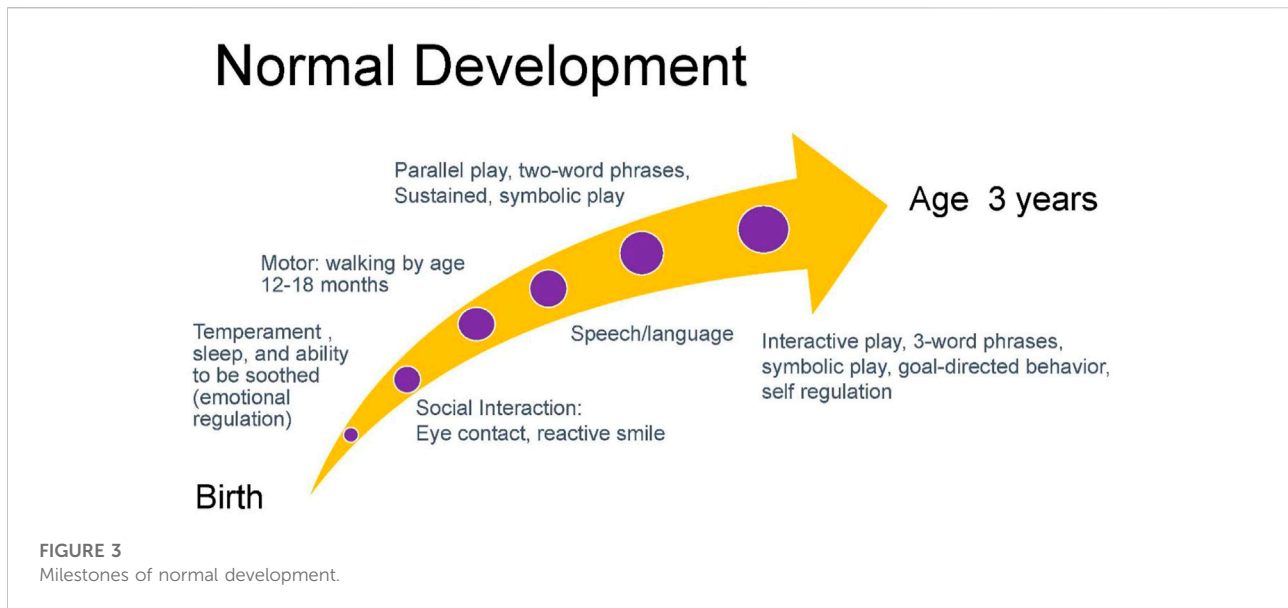 Normal Development
Parallel play, two-word phrases,
Sustained, symbolic play
Age 3 years
Motor: walking by age
12-18 months
Temperament ,
sleep, and ability
to be soothed
(emotional
regulation)
Speech/language
Interactive play, 3-word phrases,
symbolic play, goal-directed behavior,
self regulation
Social Interaction:
Eye contact, reactive smile
Birth
FIGURE 3
Milestones of normal development.